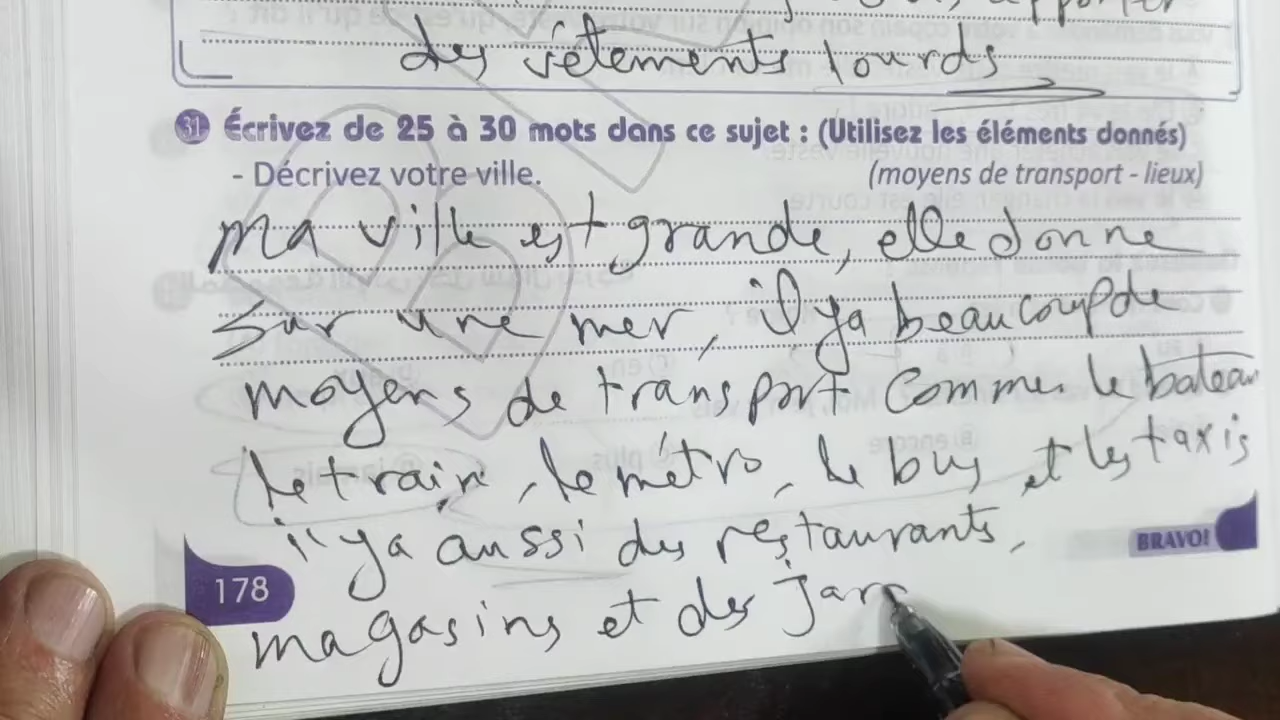 apporter
des vêtements lourds
31 Écrivez de 25 à 30 mots dans ce sujet : (Utilisez les éléments donnés)
- Décrivez votre ville. (moyens de transport - lieux)
ma ville est grande, elle donne
sur une mer, il ya beaucoup de
moyens de transport comme le bateau
le train, le métro, le bus et les taxis
il ya aussi des restaurants,
BRAVO!
178
magasins et des jar